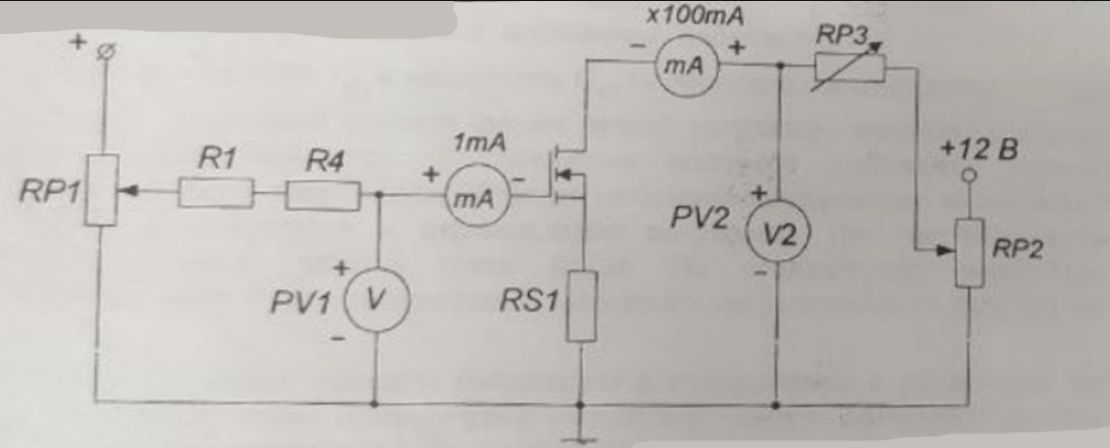 x100mA
+
− mA +
RP3
RP1
R1
R4
1mA
+ mA −
+12 В
PV2
+
V2
−
RP2
PV1
+
V
−
RS1